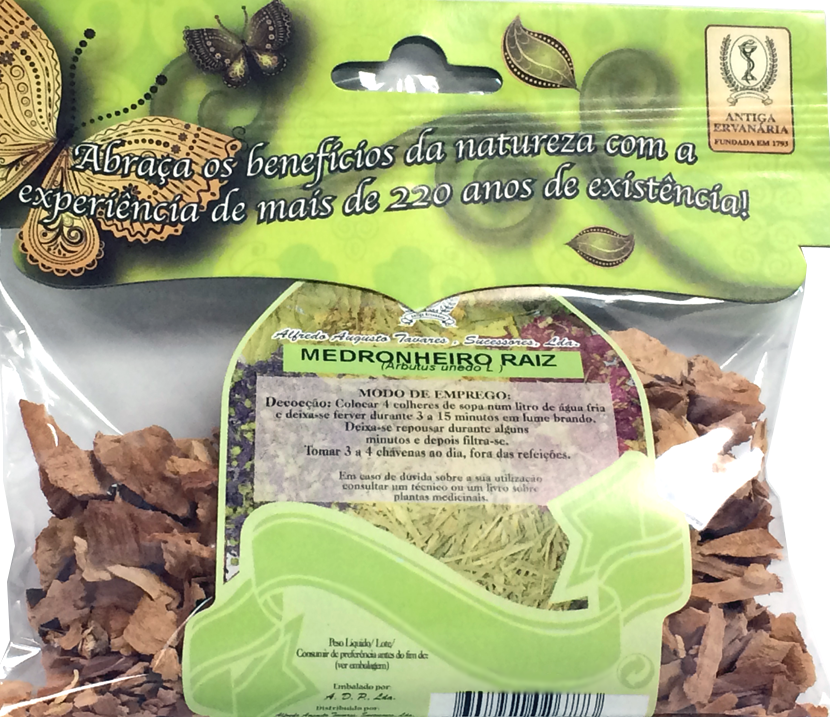 Abraça os benefícios da natureza com a
experiência de mais de 220 anos de existência!
ANTIGA
ERVANÁRIA
FUNDADA EM 1793
Alfredo Augusto Tavares , Sucessores, Lda.
MEDRONHEIRO RAIZ
(Arbutus unedo L )
MODO DE EMPREGO:
Decocção: Colocar 4 colheres de sopa num litro de água fria
e deixa-se ferver durante 3 a 15 minutos em lume brando.
Deixa-se repousar durante alguns
minutos e depois filtra-se.
Tomar 3 a 4 chávenas ao dia, fora das refeições.
Em caso de dúvida sobre a sua utilização
consultar um técnico ou um livro sobre
plantas medicinais.
Peso Líquido/ Lote/
Consumir de preferência antes do fim de:
(ver embalagem)
Embalado por:
A. D. P. Lda.
Distribuído por:
Alfredo Augusto Tavares, Sucessores, Lda.